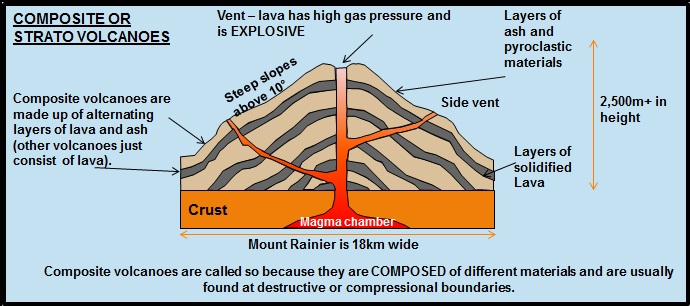 COMPOSITE OR
STRATO VOLCANOES
Vent – lava has high gas pressure and
is EXPLOSIVE
Layers of
ash and
pyroclastic
materials
Steep slopes
above 10°
Composite volcanoes are
made up of alternating
layers of lava and ash
(other volcanoes just
consist of lava).
Side vent
2,500m+ in
height
Layers of
solidified
Lava
Crust
Magma chamber
Mount Rainier is 18km wide
Composite volcanoes are called so because they are COMPOSED of different materials and are usually
found at destructive or compressional boundaries.